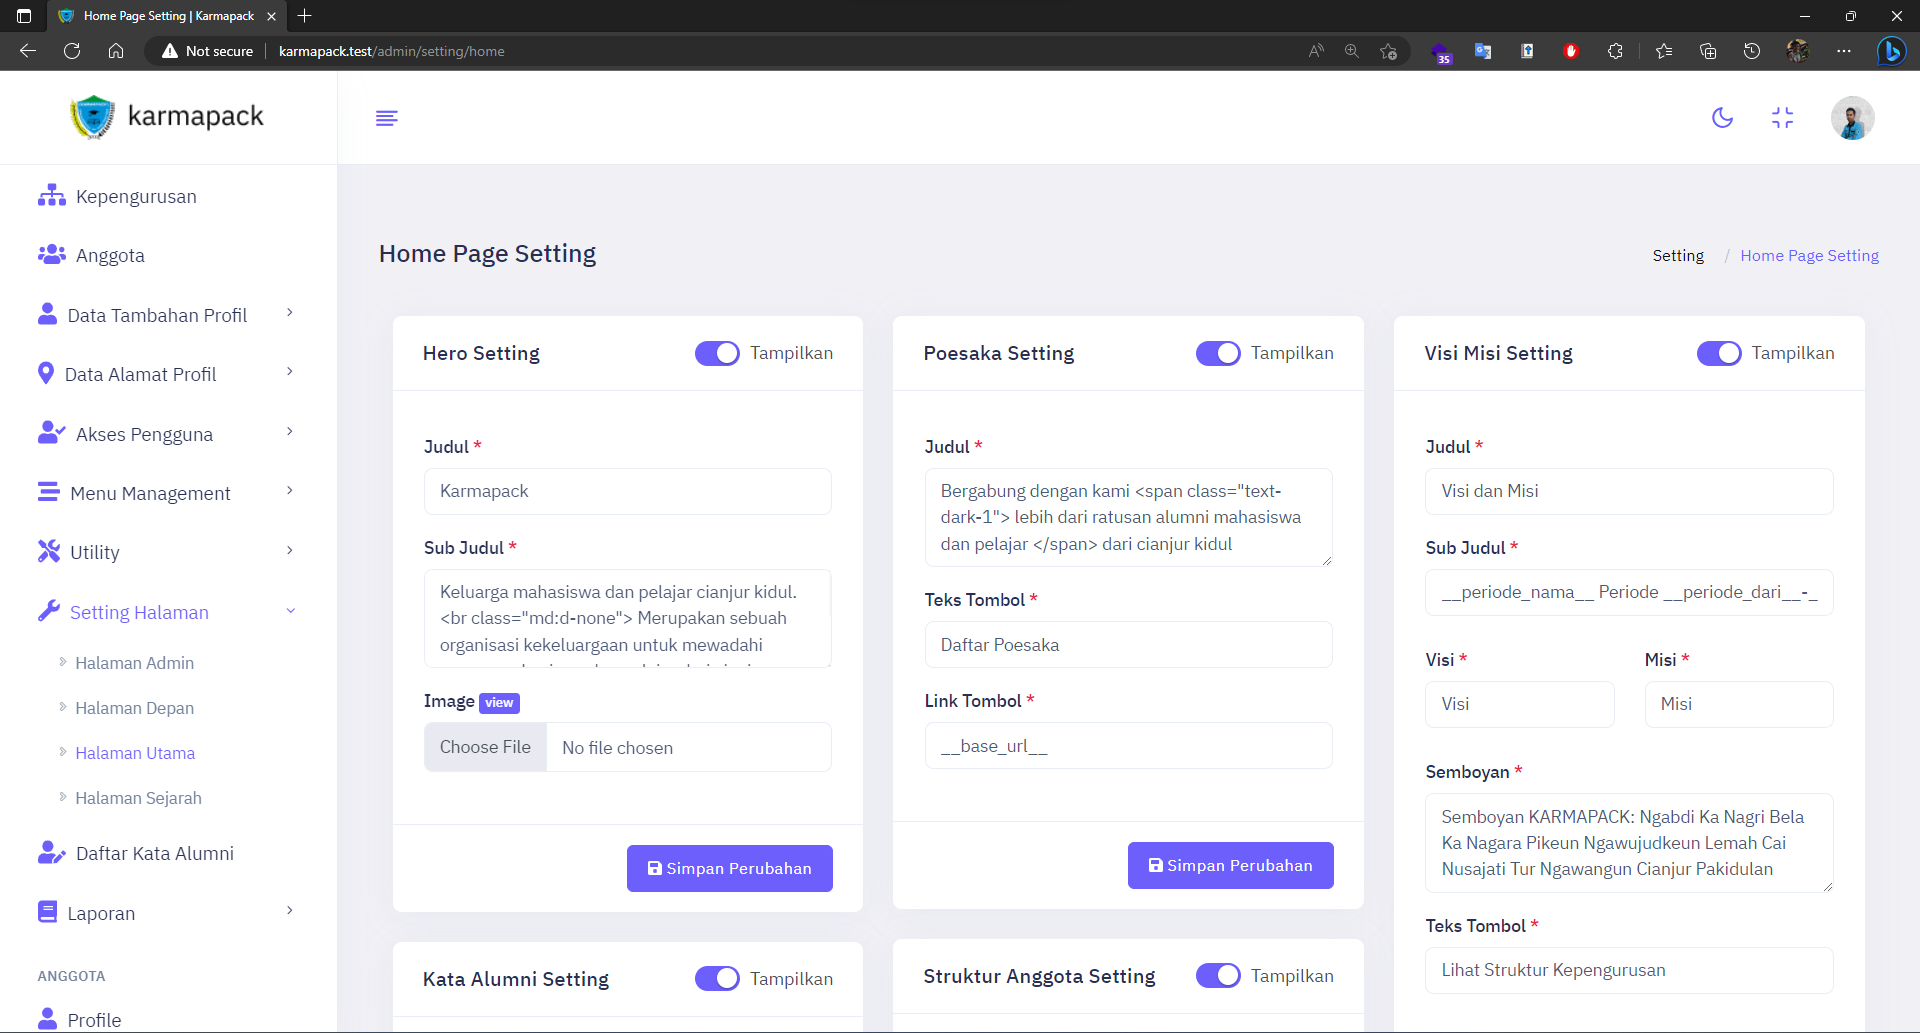 Home Page Setting | Karmapack
Not secure
karmapack.test/admin/setting/home
35
karmapack
Kepengurusan
Anggota
Data Tambahan Profil
Data Alamat Profil
Akses Pengguna
Menu Management
Utility
Setting Halaman
Halaman Admin
Halaman Depan
Halaman Utama
Halaman Sejarah
Daftar Kata Alumni
Laporan
ANGGOTA
Profile
Home Page Setting
Setting / Home Page Setting
Hero Setting
Tampilkan
Judul *
Karmapack
Sub Judul *
Keluarga mahasiswa dan pelajar cianjur kidul.
<br class="md:d-none"> Merupakan sebuah
organisasi kekeluargaan untuk mewadahi
Image view
Choose File No file chosen
Simpan Perubahan
Kata Alumni Setting
Tampilkan
Poesaka Setting
Tampilkan
Judul *
Bergabung dengan kami <span class="text-
dark-1"> lebih dari ratusan alumni mahasiswa
dan pelajar </span> dari cianjur kidul
Teks Tombol *
Daftar Poesaka
Link Tombol *
__base_url__
Simpan Perubahan
Struktur Anggota Setting
Tampilkan
Visi Misi Setting
Tampilkan
Judul *
Visi dan Misi
Sub Judul *
__periode_nama__ Periode __periode_dari__-_
Visi *
Misi *
Visi
Misi
Semboyan *
Semboyan KARMAPACK: Ngabdi Ka Nagri Bela
Ka Nagara Pikeun Ngawujudkeun Lemah Cai
Nusajati Tur Ngawangun Cianjur Pakidulan
Teks Tombol *
Lihat Struktur Kepengurusan